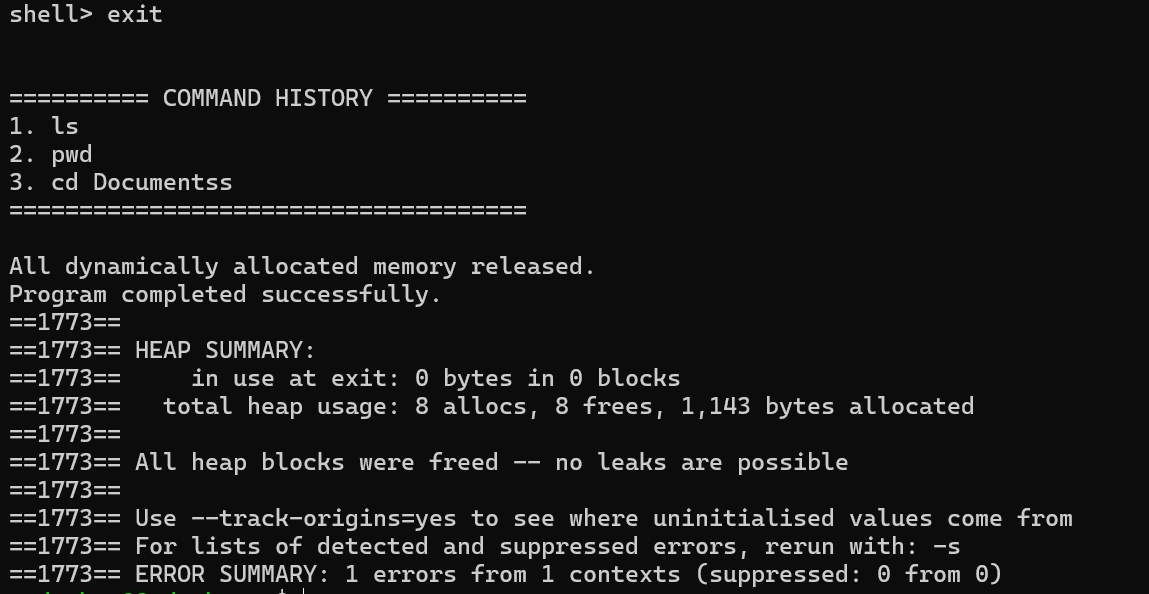 shell> exit
========== COMMAND HISTORY ==========
1. ls
2. pwd
3. cd Documentss
=====================================
All dynamically allocated memory released.
Program completed successfully.
==1773==
==1773== HEAP SUMMARY:
==1773==     in use at exit: 0 bytes in 0 blocks
==1773==   total heap usage: 8 allocs, 8 frees, 1,143 bytes allocated
==1773==
==1773== All heap blocks were freed -- no leaks are possible
==1773==
==1773== Use --track-origins=yes to see where uninitialised values come from
==1773== For lists of detected and suppressed errors, rerun with: -s
==1773== ERROR SUMMARY: 1 errors from 1 contexts (suppressed: 0 from 0)